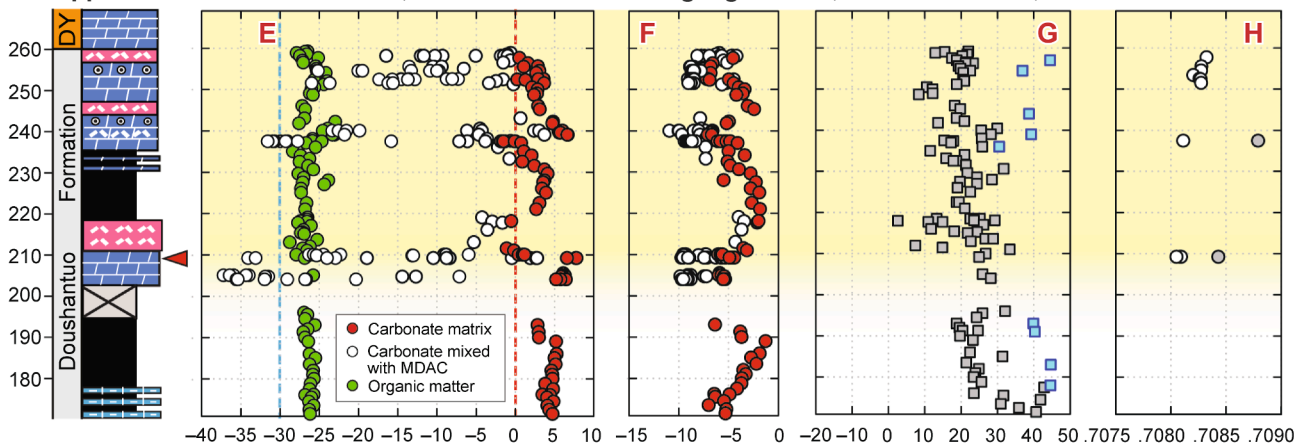 DY
Formation
Doushantuo
260
250
240
230
220
210
200
190
180
E
F
G
H
Carbonate matrix
Carbonate mixed
with MDAC
Organic matter
−40 −35 −30 −25 −20 −15 −10 −5 0 5 10
−15 −10 −5 0
−20 −10 0 10 20 30 40 50
.7075 .7080 .7085 .7090